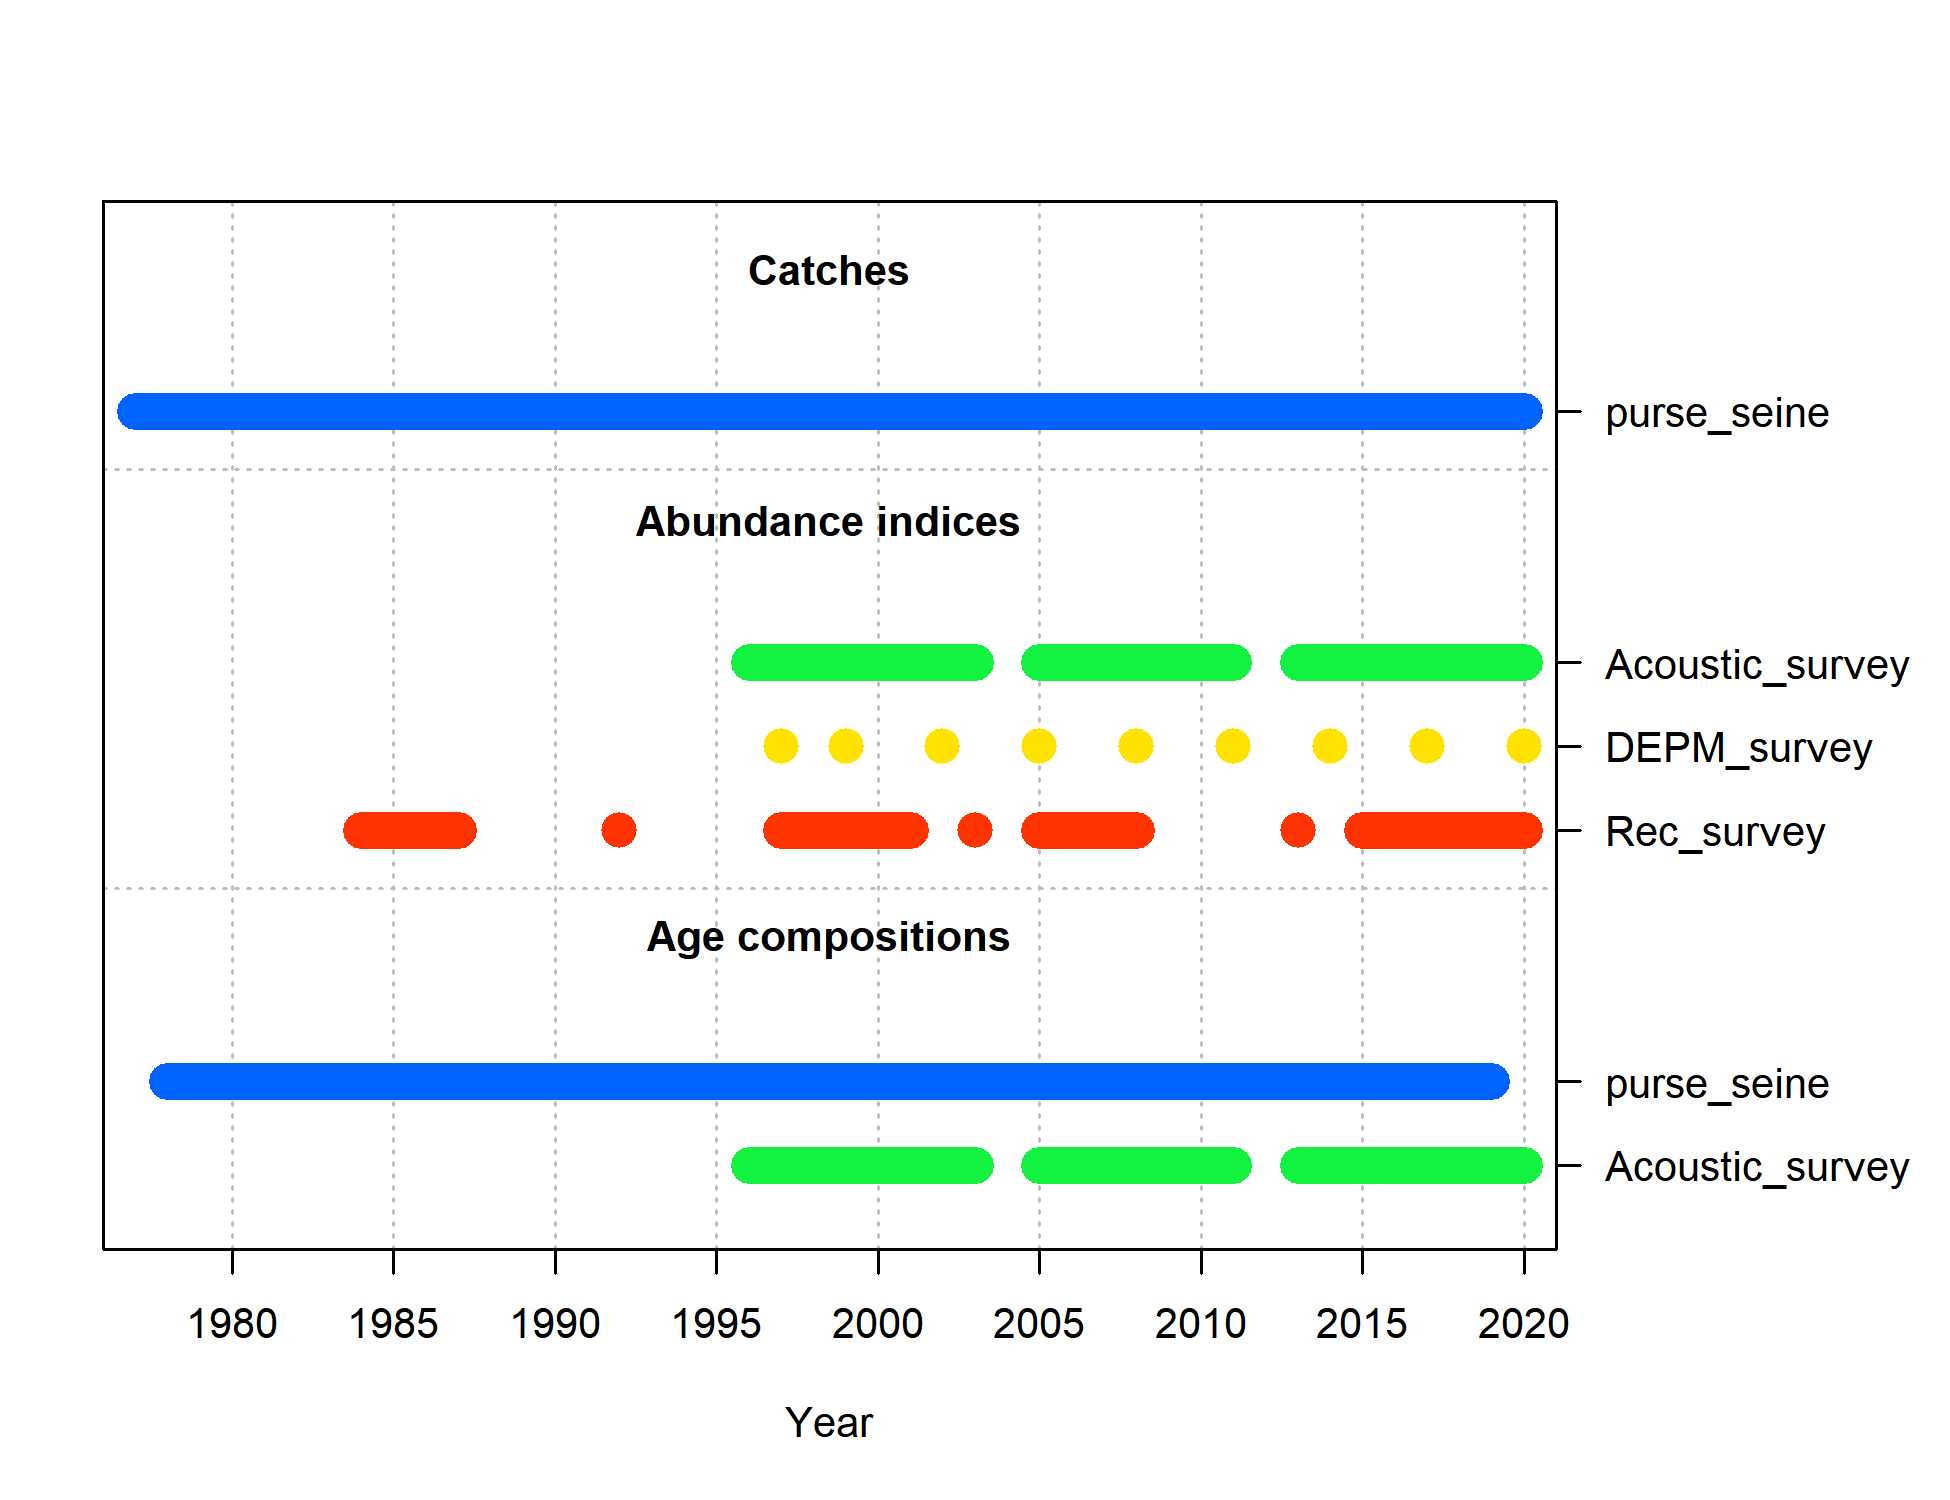 Catches
purse_seine
Abundance indices
Acoustic_survey
DEPM_survey
Rec_survey
Age compositions
purse_seine
Acoustic_survey
1980 1985 1990 1995 2000 2005 2010 2015 2020
Year